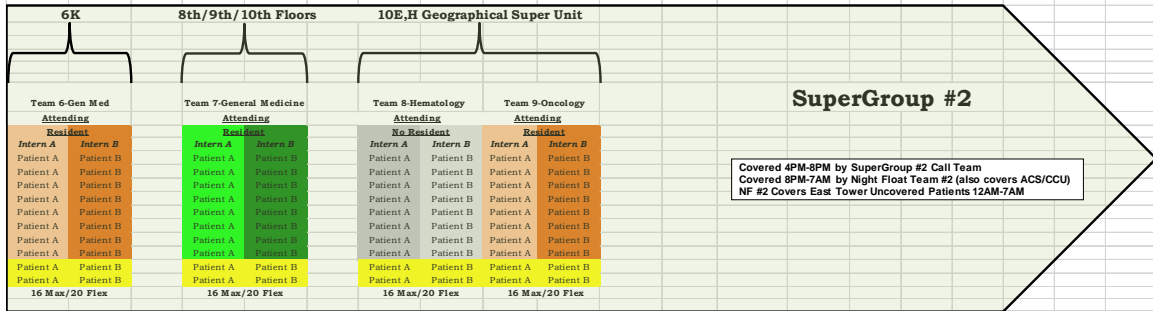 6K 8th/9th/10th Floors 10E,H Geographical Super Unit
Team 6-Gen Med Team 7-General Medicine Team 8-Hematology Team 9-Oncology
SuperGroup #2
Attending Attending Attending Attending
Resident Resident No Resident Resident
Intern A Intern B Intern A Intern B Intern A Intern B Intern A Intern B
Patient A Patient B Patient A Patient B Patient A Patient B Patient A Patient B
Patient A Patient B Patient A Patient B Patient A Patient B Patient A Patient B
Patient A Patient B Patient A Patient B Patient A Patient B Patient A Patient B
Patient A Patient B Patient A Patient B Patient A Patient B Patient A Patient B
Patient A Patient B Patient A Patient B Patient A Patient B Patient A Patient B
Patient A Patient B Patient A Patient B Patient A Patient B Patient A Patient B
Patient A Patient B Patient A Patient B Patient A Patient B Patient A Patient B
Patient A Patient B Patient A Patient B Patient A Patient B Patient A Patient B
Patient A Patient B Patient A Patient B Patient A Patient B Patient A Patient B
Patient A Patient B Patient A Patient B Patient A Patient B Patient A Patient B
16 Max/20 Flex 16 Max/20 Flex 16 Max/20 Flex 16 Max/20 Flex
Covered 4PM-8PM by SuperGroup #2 Call Team
Covered 8PM-7AM by Night Float Team #2 (also covers ACS/CCU)
NF #2 Covers East Tower Uncovered Patients 12AM-7AM